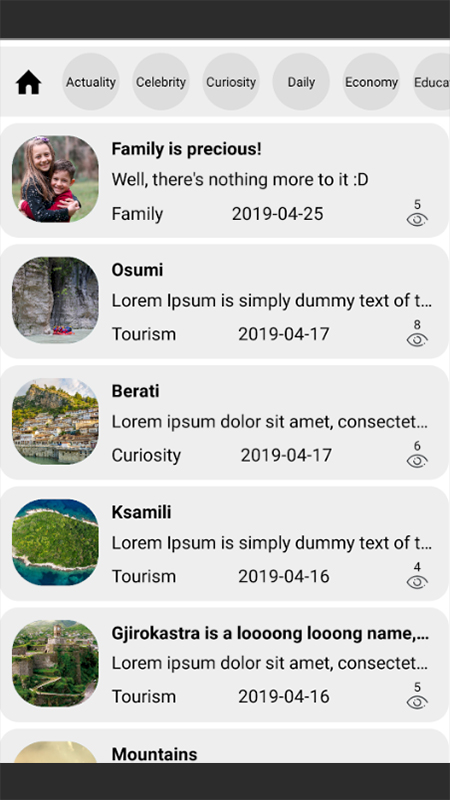 Actuality Celebrity Curiosity Daily Economy Educa
Family is precious!
Well, there's nothing more to it :D
Family 2019-04-25 5
Osumi
Lorem Ipsum is simply dummy text of t...
Tourism 2019-04-17 8
Berati
Lorem ipsum dolor sit amet, consectet...
Curiosity 2019-04-17 6
Ksamili
Lorem Ipsum is simply dummy text of t...
Tourism 2019-04-16 4
Gjirokastra is a loooong looong name,...
Lorem ipsum dolor sit amet, consectet...
Tourism 2019-04-16 5
Mountains